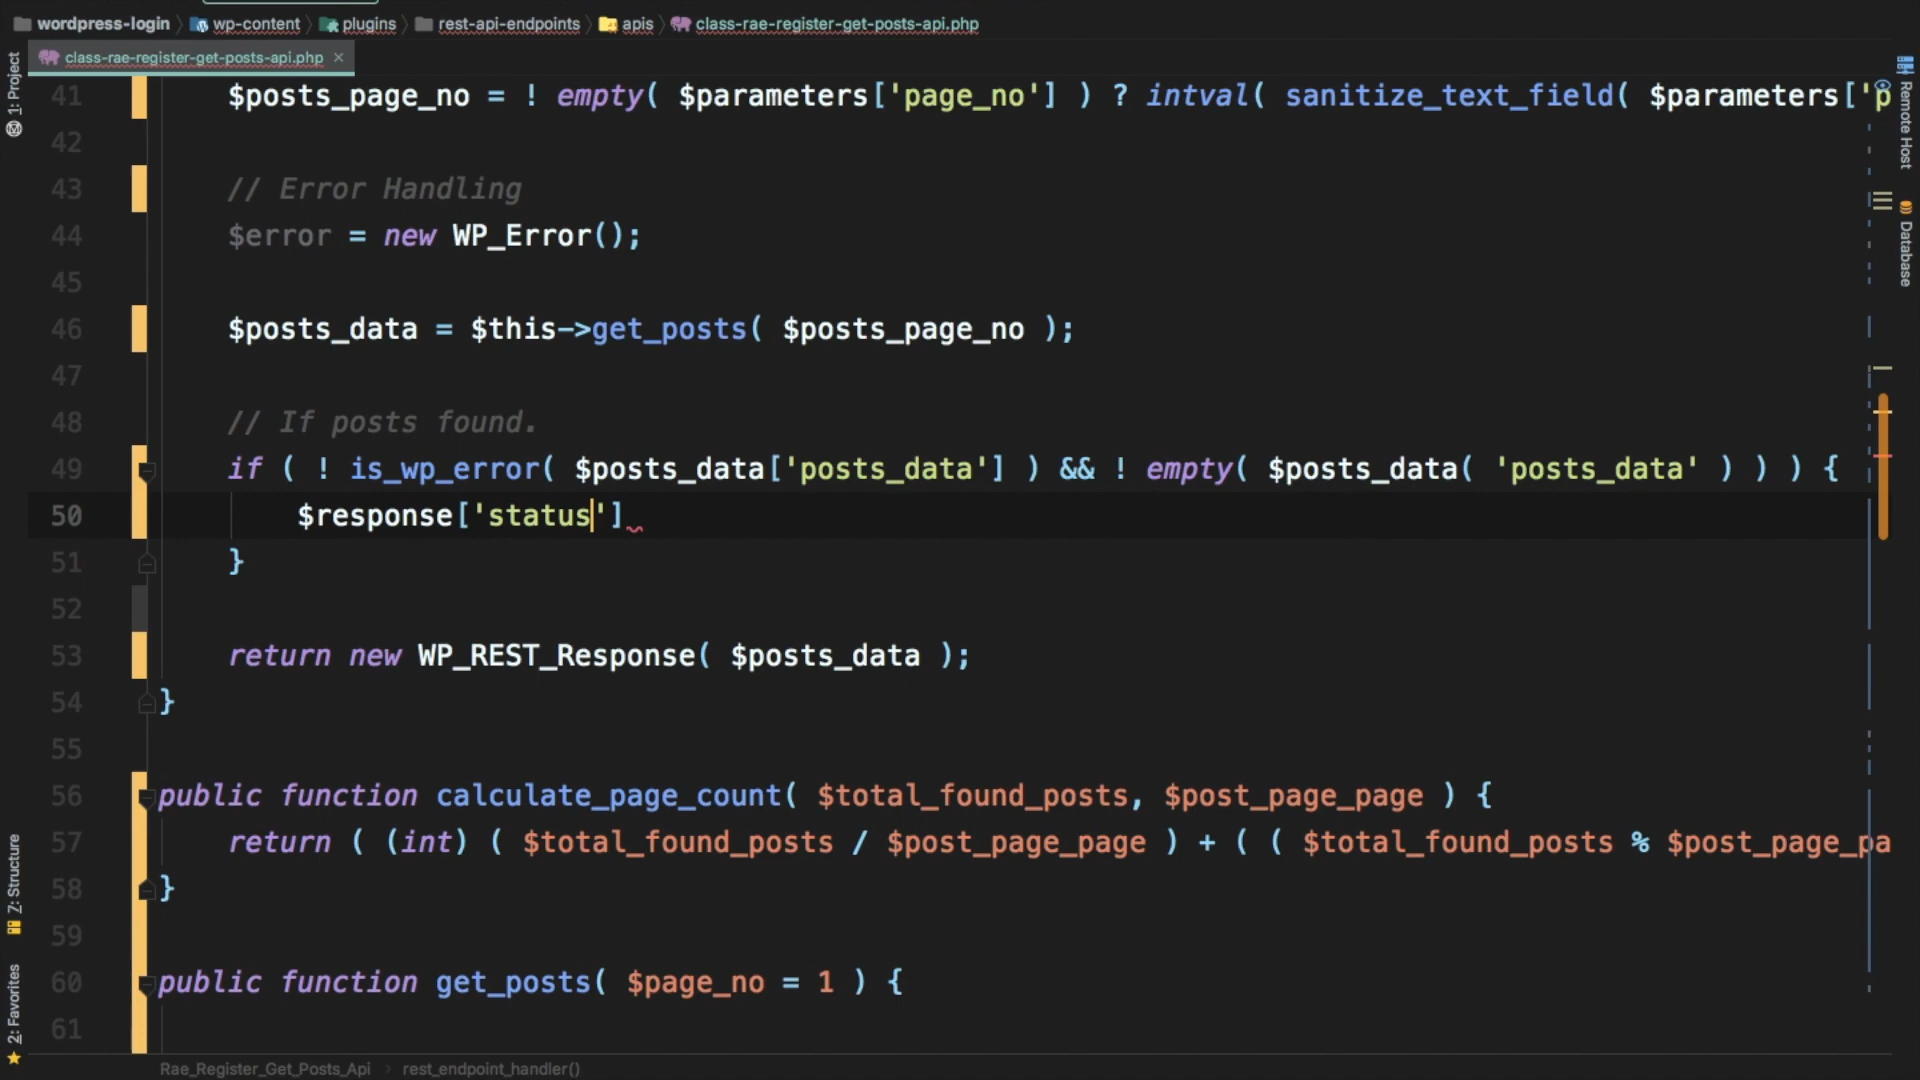 wordpress-login wp-content plugins rest-api-endpoints apis class-rae-register-get-posts-api.php
class-rae-register-get-posts-api.php
1: Project
Remote Host
Database
41 $posts_page_no = ! empty( $parameters['page_no'] ) ? intval( sanitize_text_field( $parameters['p
42
43 // Error Handling
44 $error = new WP_Error();
45
46 $posts_data = $this->get_posts( $posts_page_no );
47
48 // If posts found.
49 if ( ! is_wp_error( $posts_data['posts_data'] ) && ! empty( $posts_data( 'posts_data' ) ) ) {
50 $response['status']
51 }
52
53 return new WP_REST_Response( $posts_data );
54 }
55
56 public function calculate_page_count( $total_found_posts, $post_page_page ) {
57 return ( (int) ( $total_found_posts / $post_page_page ) + ( ( $total_found_posts % $post_page_pa
58 }
59
60 public function get_posts( $page_no = 1 ) {
61
Z: Structure
2: Favorites
Rae_Register_Get_Posts_Api › rest_endpoint_handler()